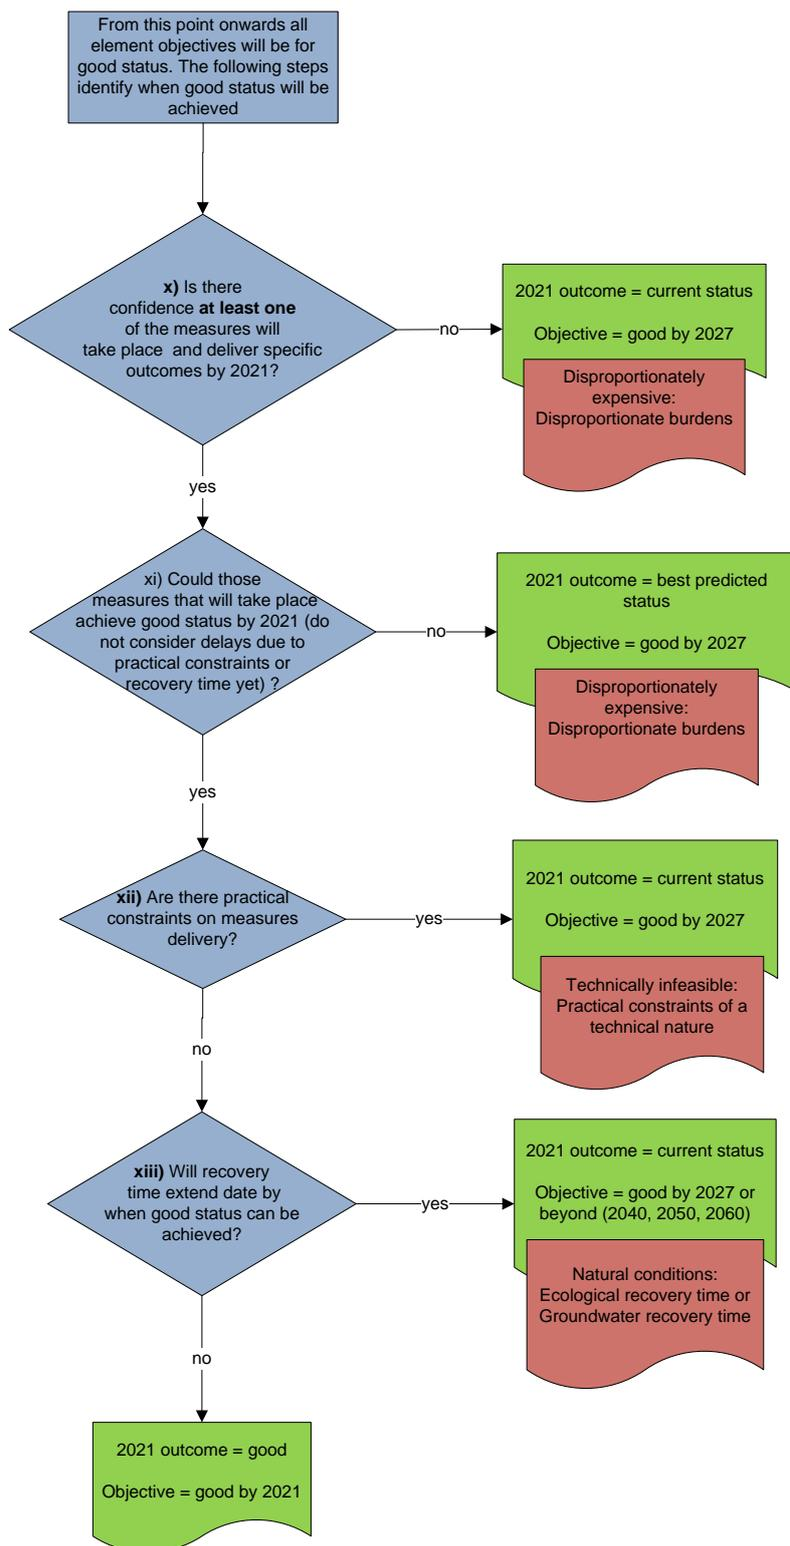 From this point onwards all
element objectives will be for
good status. The following steps
identify when good status will be
achieved
x) Is there
confidence at least one
of the measures will
take place and deliver specific
outcomes by 2021?
no
2021 outcome = current status
Objective = good by 2027
Disproportionately
expensive:
Disproportionate burdens
yes
xi) Could those
measures that will take place
achieve good status by 2021 (do
not consider delays due to
practical constraints or
recovery time yet) ?
no
2021 outcome = best predicted
status
Objective = good by 2027
Disproportionately
expensive:
Disproportionate burdens
yes
xii) Are there practical
constraints on measures
delivery?
yes
2021 outcome = current status
Objective = good by 2027
Technically infeasible:
Practical constraints of a
technical nature
no
xiii) Will recovery
time extend date by
when good status can be
achieved?
yes
2021 outcome = current status
Objective = good by 2027 or
beyond (2040, 2050, 2060)
Natural conditions:
Ecological recovery time or
Groundwater recovery time
no
2021 outcome = good
Objective = good by 2021